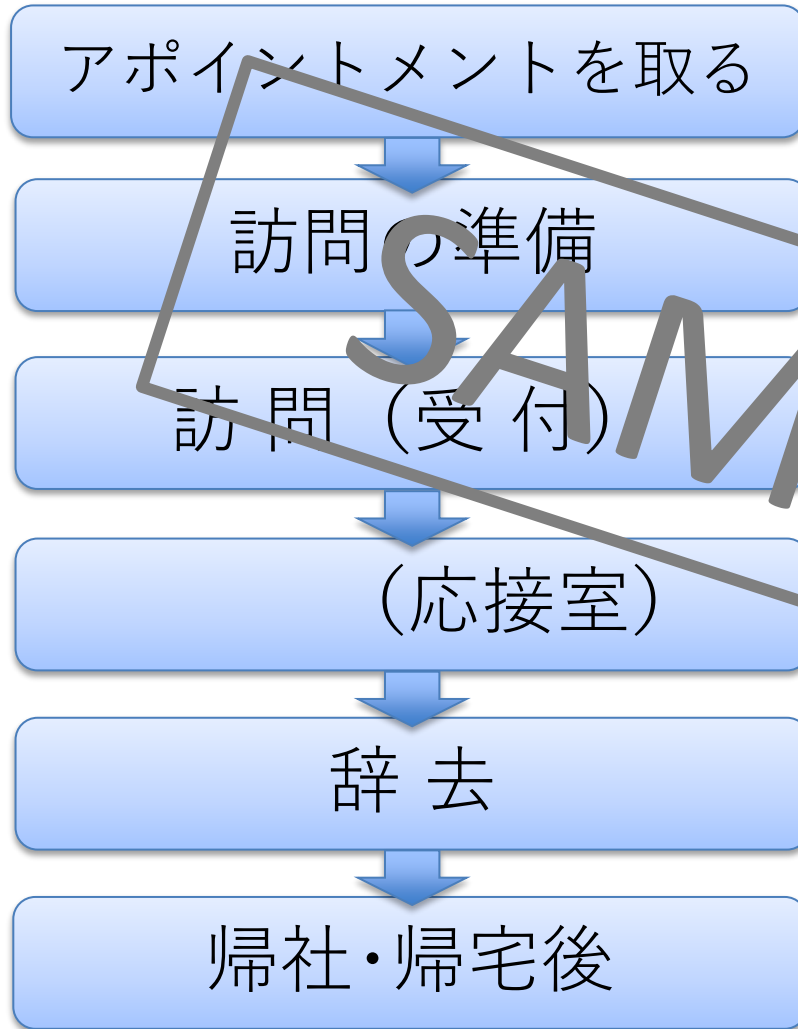 アポイントメントを取る
訪問の準備
訪 問（受 付）
（応接室）
辞 去
帰社・帰宅後
SAM